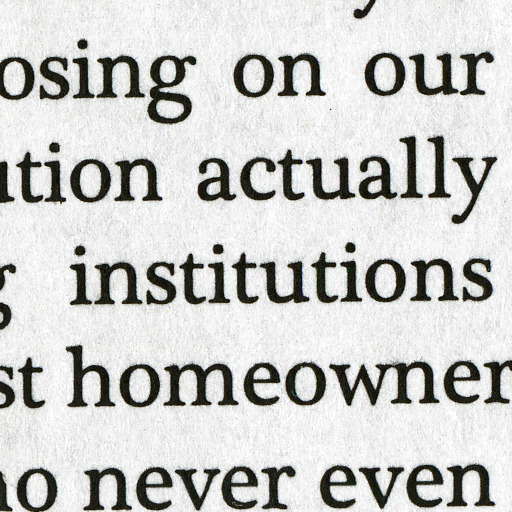 osing on our
ution actually
g institutions
st homeowner
no never even